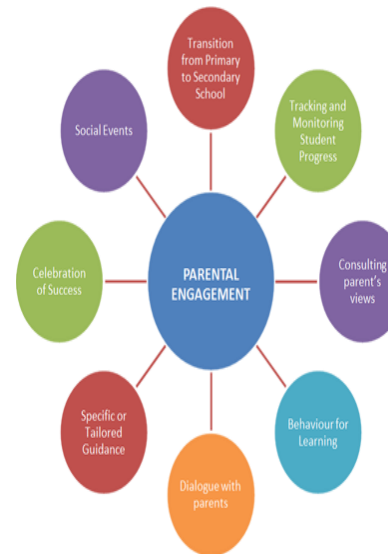 Transition
from Primary
to Secondary
School
Tracking and
Monitoring
Student
Progress
Consulting
parent's
views
Behaviour for
Learning
Dialogue with
parents
Specific or
Tailored
Guidance
Celebration
of Success
Social Events
PARENTAL
ENGAGEMENT